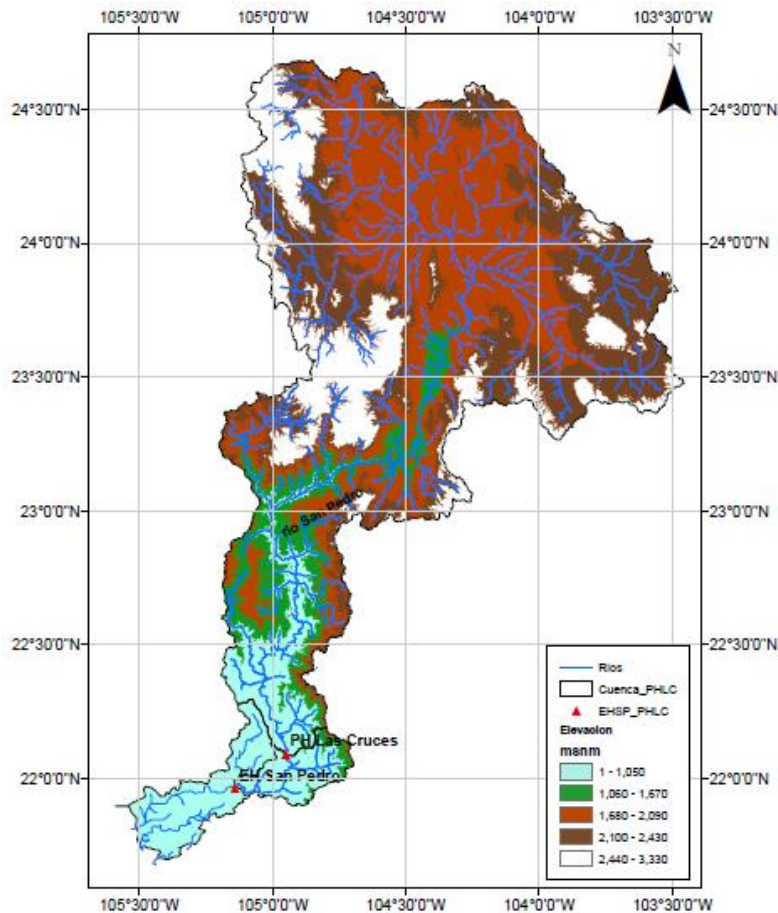 105°30'0"W 105°0'0"W 104°30'0"W 104°0'0"W 103°30'0"W
N
24°30'0"N 24°30'0"N
24°0'0"N 24°0'0"N
23°30'0"N 23°30'0"N
23°0'0"N 23°0'0"N
río San Pedro
22°30'0"N 22°30'0"N
Ríos
Cuenca_PHLC
EHSP_PHLC
Elevacion
msnm
1 - 1,050
1,060 - 1,670
1,680 - 2,090
2,100 - 2,430
2,440 - 3,330
PH Las Cruces
EH San Pedro
22°0'0"N 22°0'0"N
105°30'0"W 105°0'0"W 104°30'0"W 104°0'0"W 103°30'0"W